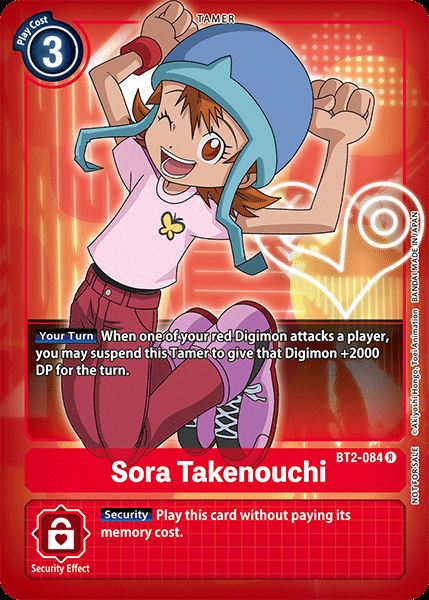 TAMER
Play Cost
3
Your Turn When one of your red Digimon attacks a player,
you may suspend this Tamer to give that Digimon +2000
DP for the turn.
BT2-084 R
Sora Takenouchi
Security Play this card without paying its
memory cost.
Security Effect
NOT FOR SALE ©Akiyoshi Hongo, Toei Animation BANDAI MADE IN JAPAN